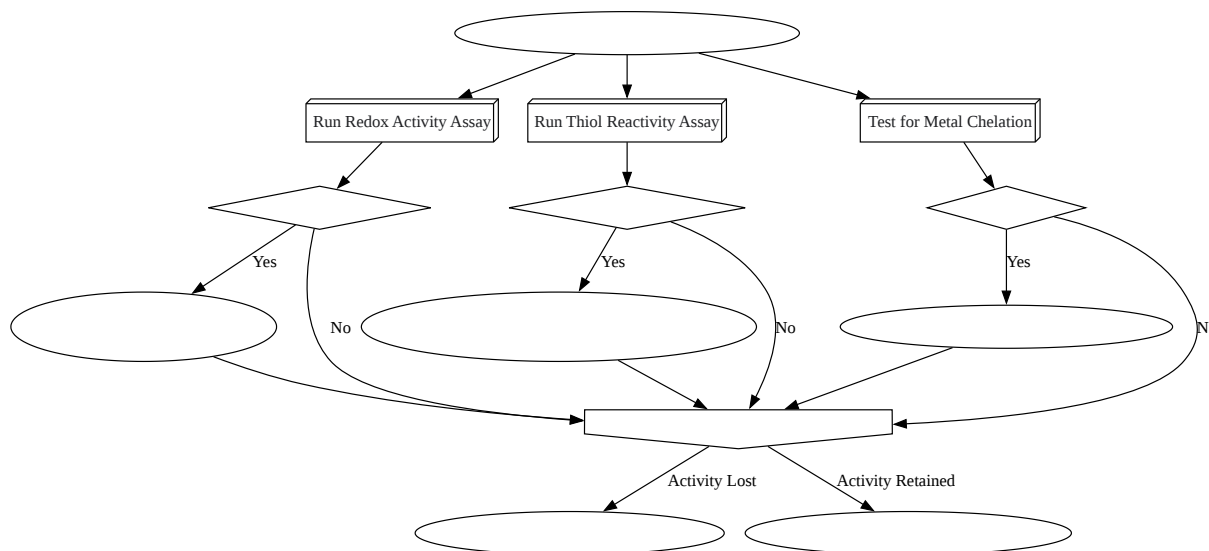 Run Redox Activity Assay
Run Thiol Reactivity Assay
Test for Metal Chelation
Yes
Yes
Yes
No
No
N
Activity Lost
Activity Retained